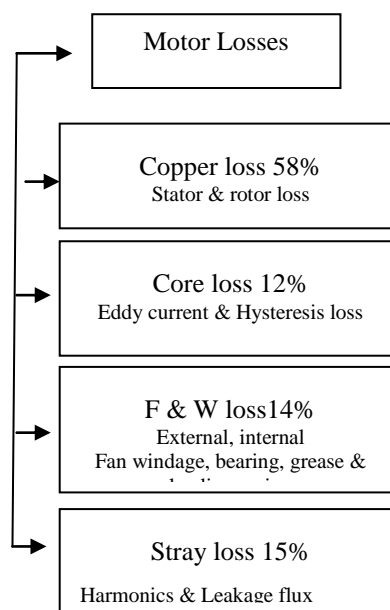 Motor Losses
Copper loss 58%
Stator & rotor loss
Core loss 12%
Eddy current & Hysteresis loss
F & W loss14%
External, internal
Fan windage, bearing, grease &
Stray loss 15%
Harmonics & Leakage flux